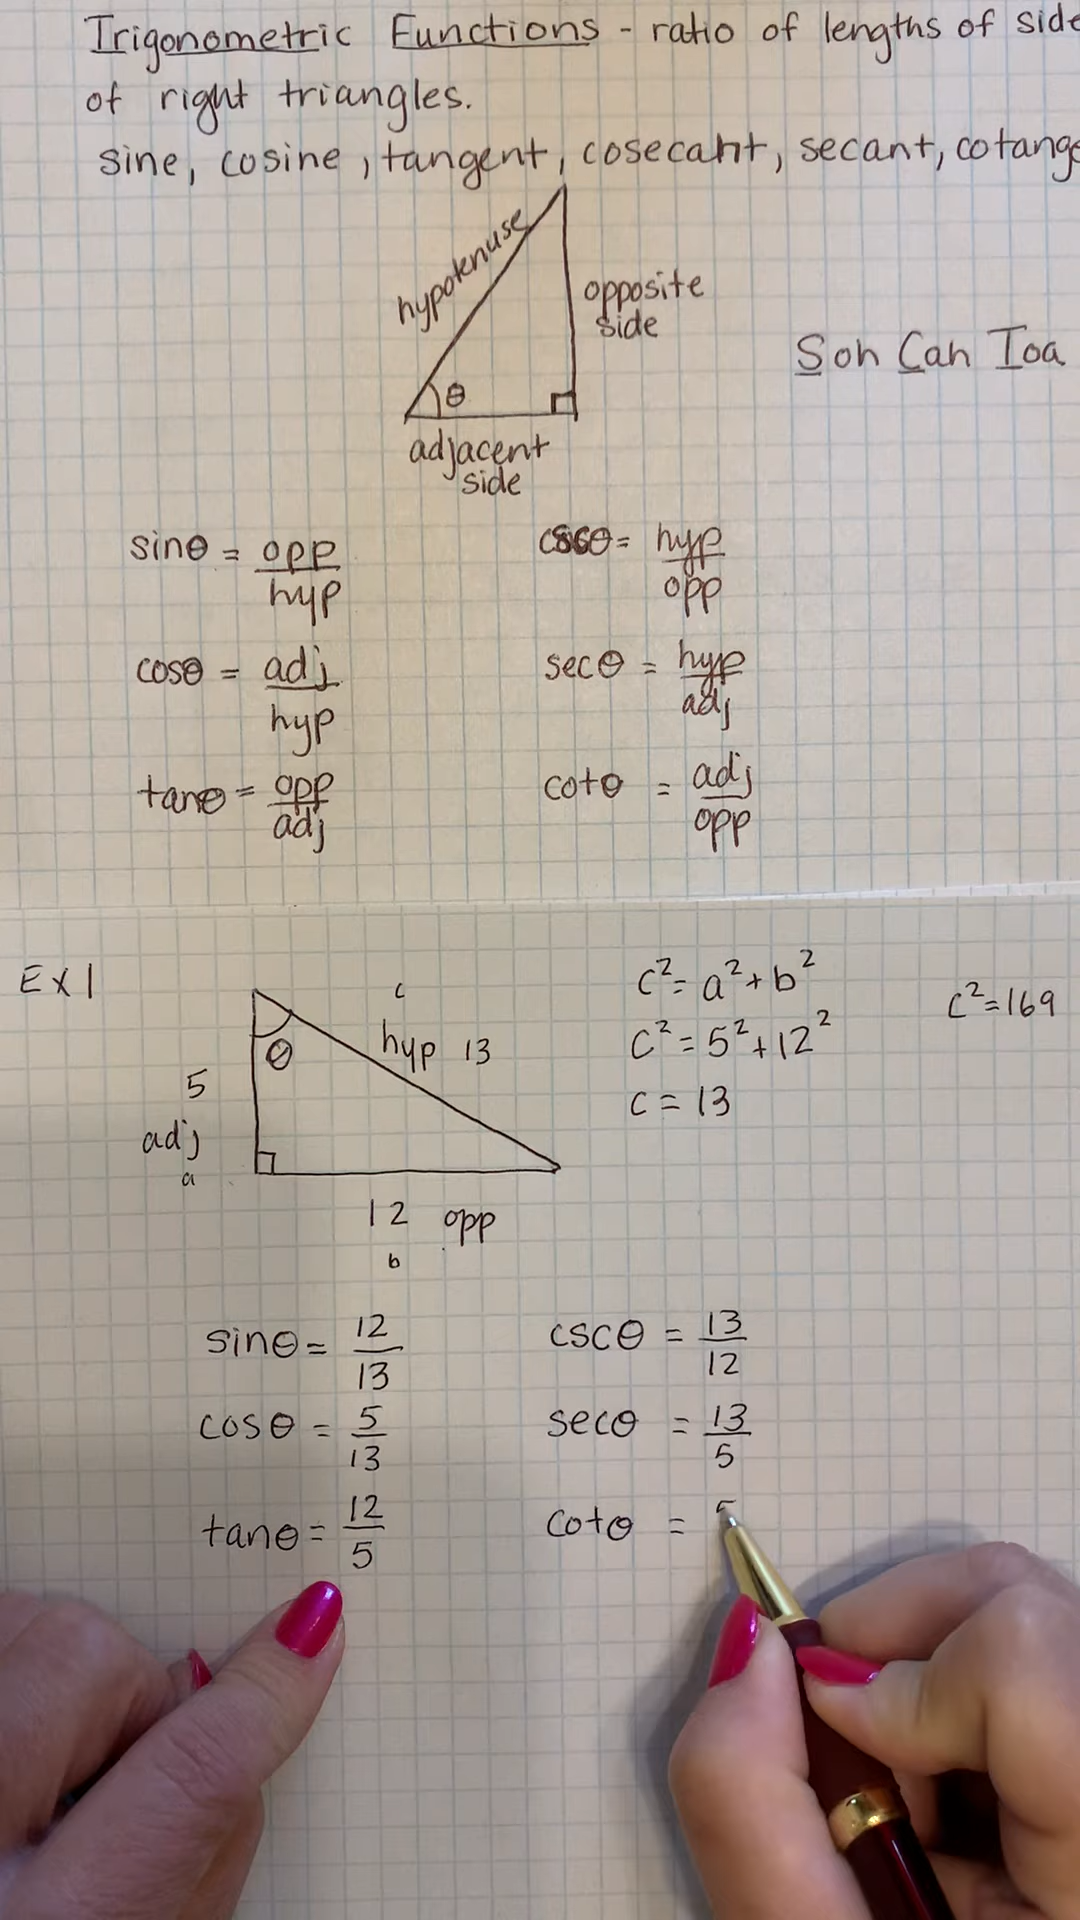 Trigonometric Functions - ratio of lengths of side
of right triangles.
sine, cosine, tangent, cosecant, secant, cotange
hypotenuse
opposite
side
Soh Cah Toa
θ
adjacent
side
sinθ = opp/hyp
cscθ = hyp/opp
cosθ = adj/hyp
secθ = hyp/adj
tanθ = opp/adj
cotθ = adj/opp
EX 1
c
hyp 13
θ
5
adj
a
12 opp
b
c²= a²+b²
c²=5²+12²
c = 13
c²=169
sinθ= 12/13
cscθ = 13/12
cosθ = 5/13
secθ = 13/5
tanθ= 12/5
cotθ = 5